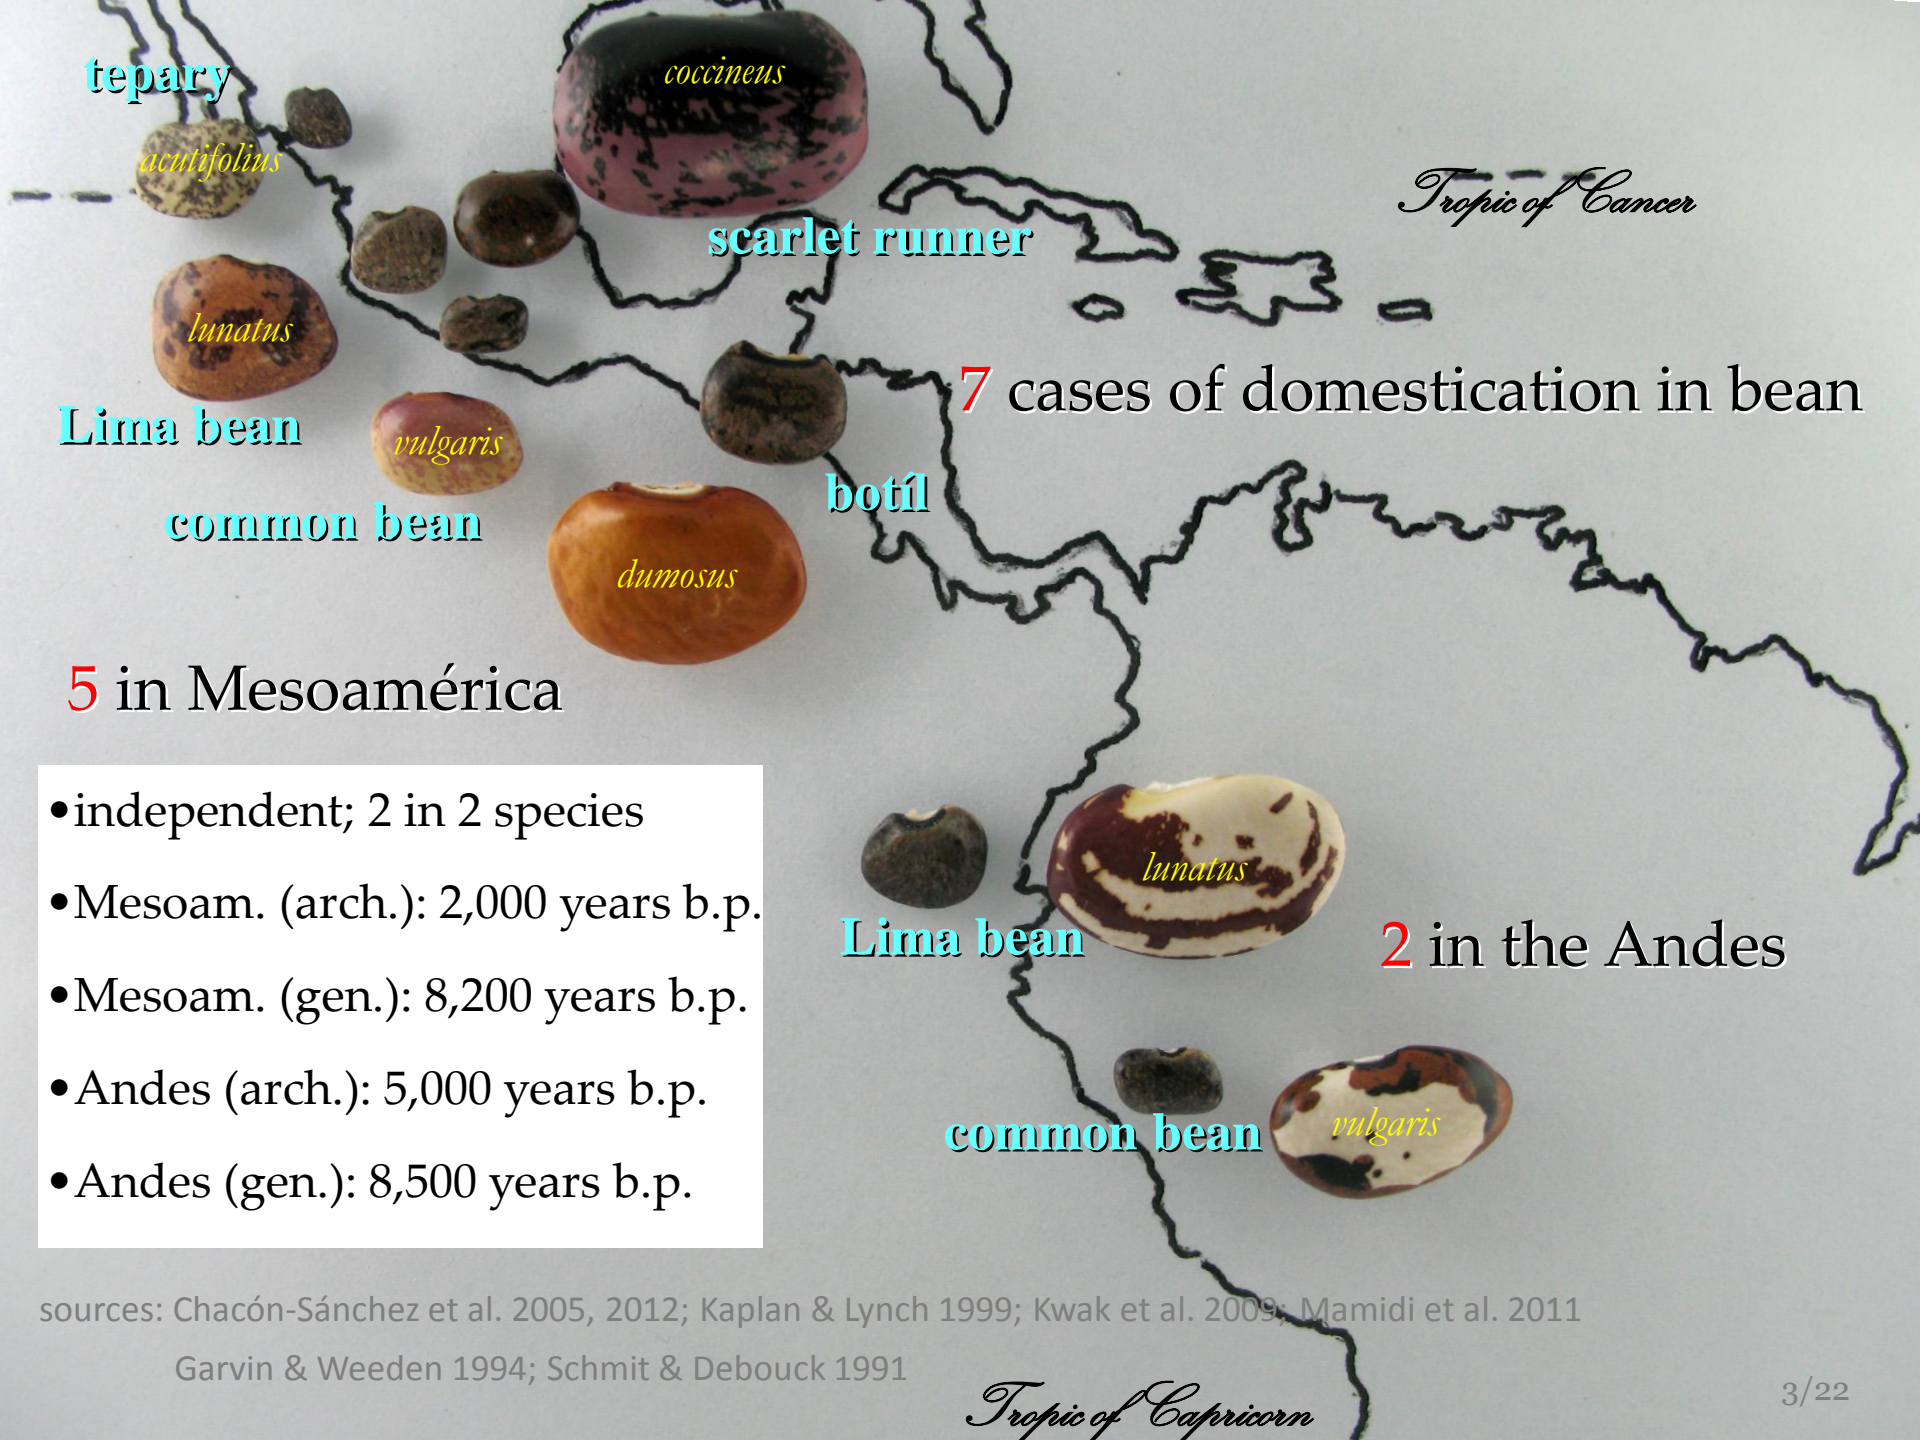 tepary
coccineus
acutifolius
Tropic of Cancer
scarlet runner
lunatus
7 cases of domestication in bean
Lima bean
vulgaris
botíl
common bean
dumosus
5 in Mesoamérica
•independent; 2 in 2 species
•Mesoam. (arch.): 2,000 years b.p.
•Mesoam. (gen.): 8,200 years b.p.
•Andes (arch.): 5,000 years b.p.
•Andes (gen.): 8,500 years b.p.
lunatus
Lima bean
2 in the Andes
common bean
vulgaris
sources: Chacón-Sánchez et al. 2005, 2012; Kaplan & Lynch 1999; Kwak et al. 2009; Mamidi et al. 2011
Garvin & Weeden 1994; Schmit & Debouck 1991
Tropic of Capricorn
3/22